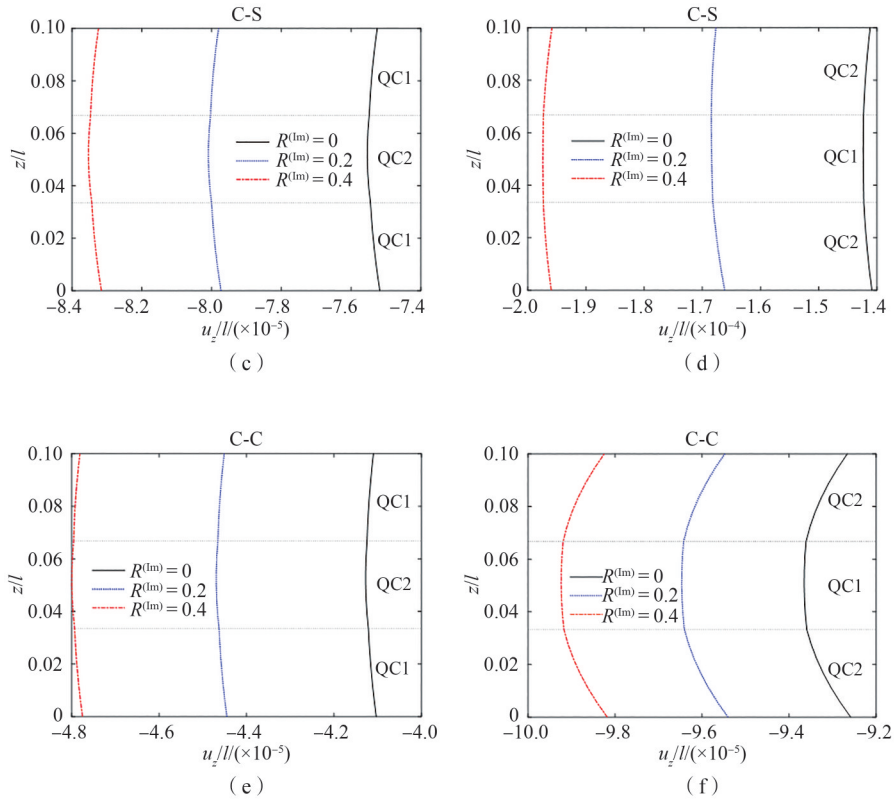 C-S
0.10
0.08
0.06
0.04
0.02
0
z/l
QC1
QC2
QC1
R(Im) = 0
R(Im) = 0.2
R(Im) = 0.4
−8.4 −8.2 −8.0 −7.8 −7.6 −7.4
uz/l/(×10−5)
(c)
C-S
0.10
0.08
0.06
0.04
0.02
0
z/l
QC2
QC1
QC2
R(Im) = 0
R(Im) = 0.2
R(Im) = 0.4
−2.0 −1.9 −1.8 −1.7 −1.6 −1.5 −1.4
uz/l/(×10−4)
(d)
C-C
0.10
0.08
0.06
0.04
0.02
0
z/l
QC1
QC2
QC1
R(Im) = 0
R(Im) = 0.2
R(Im) = 0.4
−4.8 −4.6 −4.4 −4.2 −4.0
uz/l/(×10−5)
(e)
C-C
0.10
0.08
0.06
0.04
0.02
0
z/l
QC2
QC1
QC2
R(Im) = 0
R(Im) = 0.2
R(Im) = 0.4
−10.0 −9.8 −9.6 −9.4 −9.2
uz/l/(×10−5)
(f)